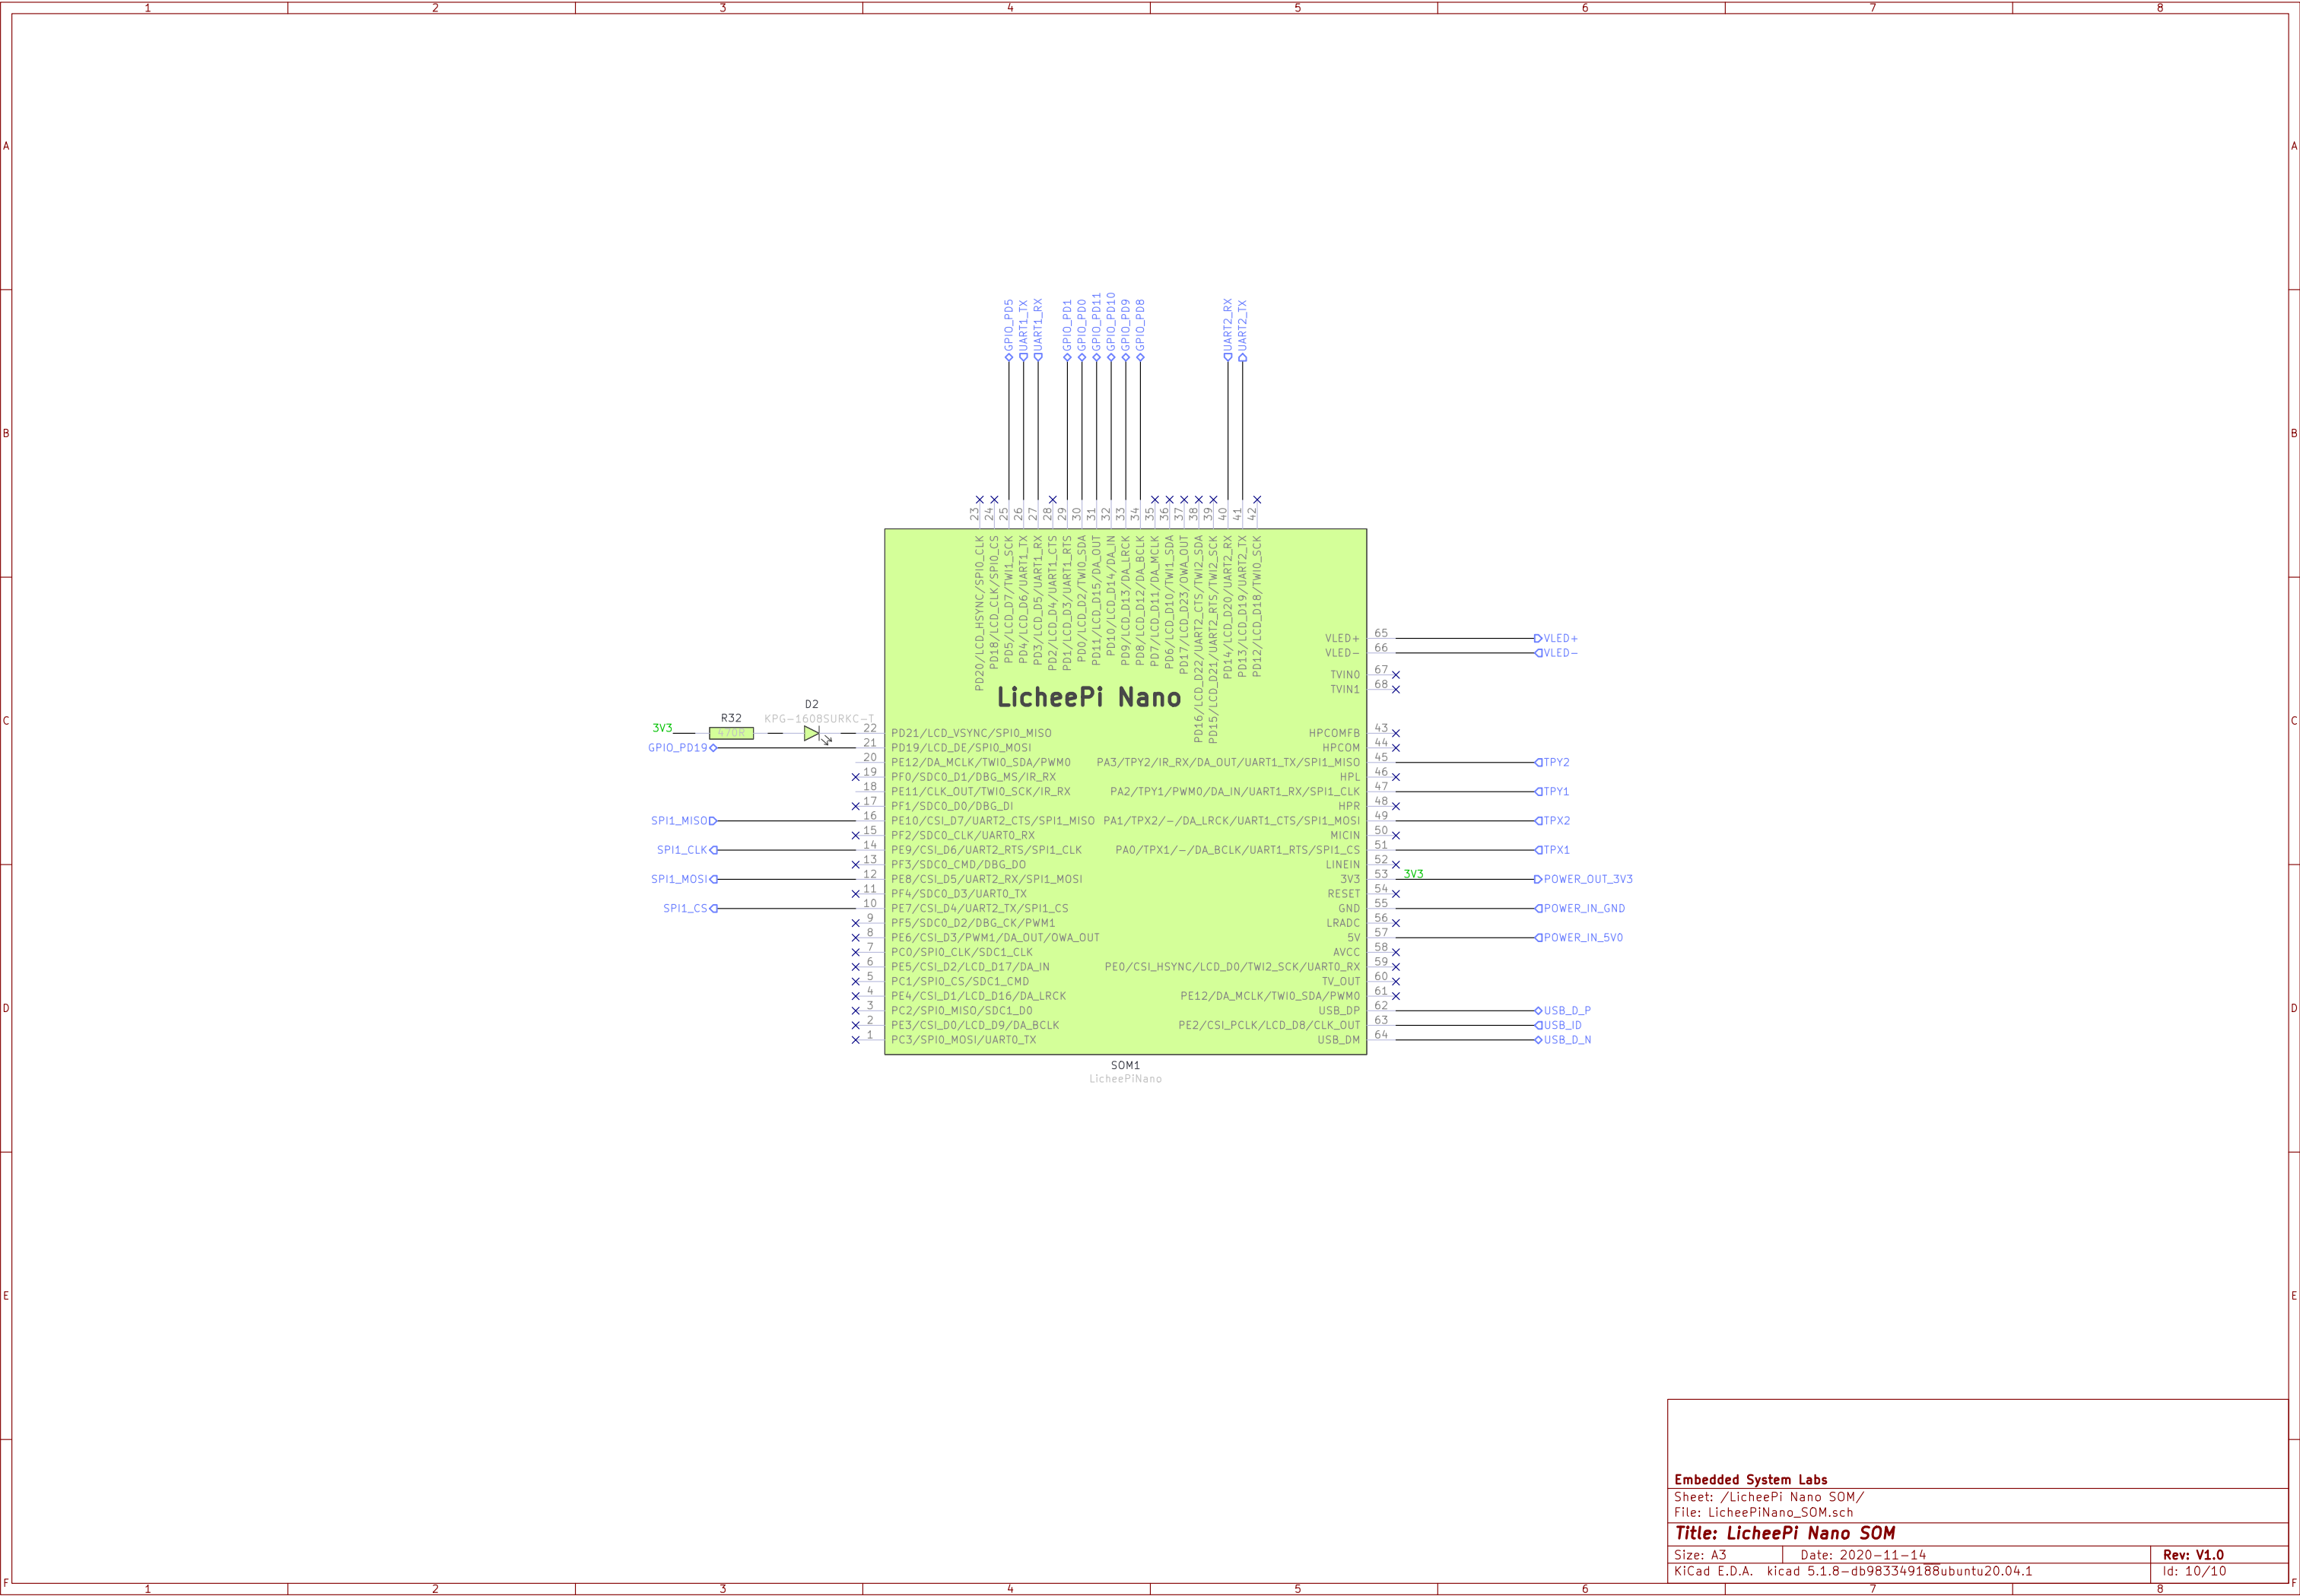 1 2 3 4 5 6 7 8
A A
B B
C C
D D
E E
F F
GPIO_PD5
UART1_TX
UART1_RX
GPIO_PD1
GPIO_PD0
GPIO_PD11
GPIO_PD10
GPIO_PD9
GPIO_PD8
UART2_RX
UART2_TX
23 PD20/LCD_HSYNC/SPI0_CLK
24 PD18/LCD_CLK/SPI0_CS
25 PD5/LCD_D7/TWI1_SCK
26 PD4/LCD_D6/UART1_TX
27 PD3/LCD_D5/UART1_RX
28 PD2/LCD_D4/UART1_CTS
29 PD1/LCD_D3/UART1_RTS
30 PD0/LCD_D2/TWI0_SDA
31 PD11/LCD_D15/DA_OUT
32 PD10/LCD_D14/DA_IN
33 PD9/LCD_D13/DA_LRCK
34 PD8/LCD_D12/DA_BCLK
35 PD7/LCD_D11/DA_MCLK
36 PD6/LCD_D10/TWI1_SDA
37 PD17/LCD_D23/OWA_OUT
38 PD16/LCD_D22/UART2_CTS/TWI2_SDA
39 PD15/LCD_D21/UART2_RTS/TWI2_SCK
40 PD14/LCD_D20/UART2_RX
41 PD13/LCD_D19/UART2_TX
42 PD12/LCD_D18/TWI0_SCK
LicheePi Nano
VLED+ 65 VLED+
VLED- 66 VLED-
TVIN0 67
TVIN1 68
D2
KPG-1608SURKC-T
R32
470R
3V3
22 PD21/LCD_VSYNC/SPI0_MISO
GPIO_PD19 21 PD19/LCD_DE/SPI0_MOSI
20 PE12/DA_MCLK/TWI0_SDA/PWM0
19 PF0/SDC0_D1/DBG_MS/IR_RX
18 PE11/CLK_OUT/TWI0_SCK/IR_RX
17 PF1/SDC0_D0/DBG_DI
SPI1_MISO 16 PE10/CSI_D7/UART2_CTS/SPI1_MISO
15 PF2/SDC0_CLK/UART0_RX
SPI1_CLK 14 PE9/CSI_D6/UART2_RTS/SPI1_CLK
13 PF3/SDC0_CMD/DBG_DO
SPI1_MOSI 12 PE8/CSI_D5/UART2_RX/SPI1_MOSI
11 PF4/SDC0_D3/UART0_TX
SPI1_CS 10 PE7/CSI_D4/UART2_TX/SPI1_CS
9 PF5/SDC0_D2/DBG_CK/PWM1
8 PE6/CSI_D3/PWM1/DA_OUT/OWA_OUT
7 PC0/SPI0_CLK/SDC1_CLK
6 PE5/CSI_D2/LCD_D17/DA_IN
5 PC1/SPI0_CS/SDC1_CMD
4 PE4/CSI_D1/LCD_D16/DA_LRCK
3 PC2/SPI0_MISO/SDC1_D0
2 PE3/CSI_D0/LCD_D9/DA_BCLK
1 PC3/SPI0_MOSI/UART0_TX
HPCOMFB 43
HPCOM 44
PA3/TPY2/IR_RX/DA_OUT/UART1_TX/SPI1_MISO 45 TPY2
HPL 46
PA2/TPY1/PWM0/DA_IN/UART1_RX/SPI1_CLK 47 TPY1
HPR 48
PA1/TPX2/-/DA_LRCK/UART1_CTS/SPI1_MOSI 49 TPX2
MICIN 50
PA0/TPX1/-/DA_BCLK/UART1_RTS/SPI1_CS 51 TPX1
LINEIN 52
3V3 53 3V3 POWER_OUT_3V3
RESET 54
GND 55 POWER_IN_GND
LRADC 56
5V 57 POWER_IN_5V0
AVCC 58
PE0/CSI_HSYNC/LCD_D0/TWI2_SCK/UART0_RX 59
TV_OUT 60
PE12/DA_MCLK/TWI0_SDA/PWM0 61
USB_DP 62 USB_D_P
PE2/CSI_PCLK/LCD_D8/CLK_OUT 63 USB_ID
USB_DM 64 USB_D_N
SOM1
LicheePiNano
Embedded System Labs
Sheet: /LicheePi Nano SOM/
File: LicheePiNano_SOM.sch
Title: LicheePi Nano SOM
Size: A3 Date: 2020-11-14 Rev: V1.0
KiCad E.D.A. kicad 5.1.8-db983349188ubuntu20.04.1 Id: 10/10
1 2 3 4 5 6 7 8